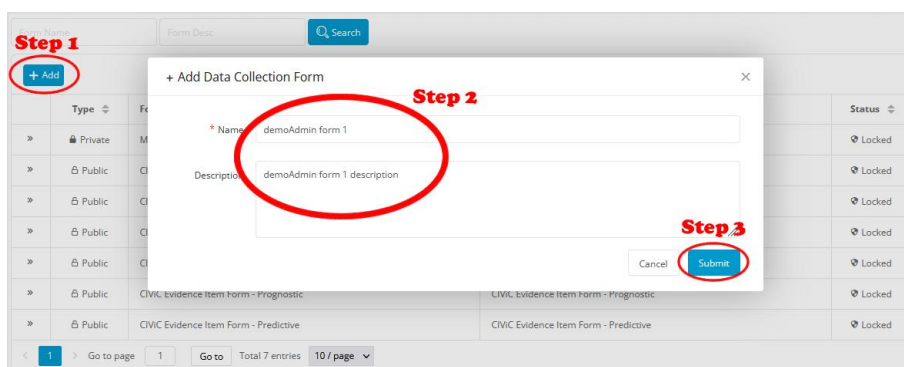 Form Name Form Desc Search
Step 1
+ Add
+ Add Data Collection Form
Step 2
Type Status
* Name demoAdmin form 1
Private Locked
Public Locked
Description demoAdmin form 1 description
Public Locked
Public Locked
Step 3
Public Locked
Cancel Submit
Public CIViC Evidence Item Form - Prognostic CIViC Evidence Item Form - Prognostic Locked
Public CIViC Evidence Item Form - Predictive CIViC Evidence Item Form - Predictive Locked
< 1 > Go to page 1 Go to Total 7 entries 10 / page